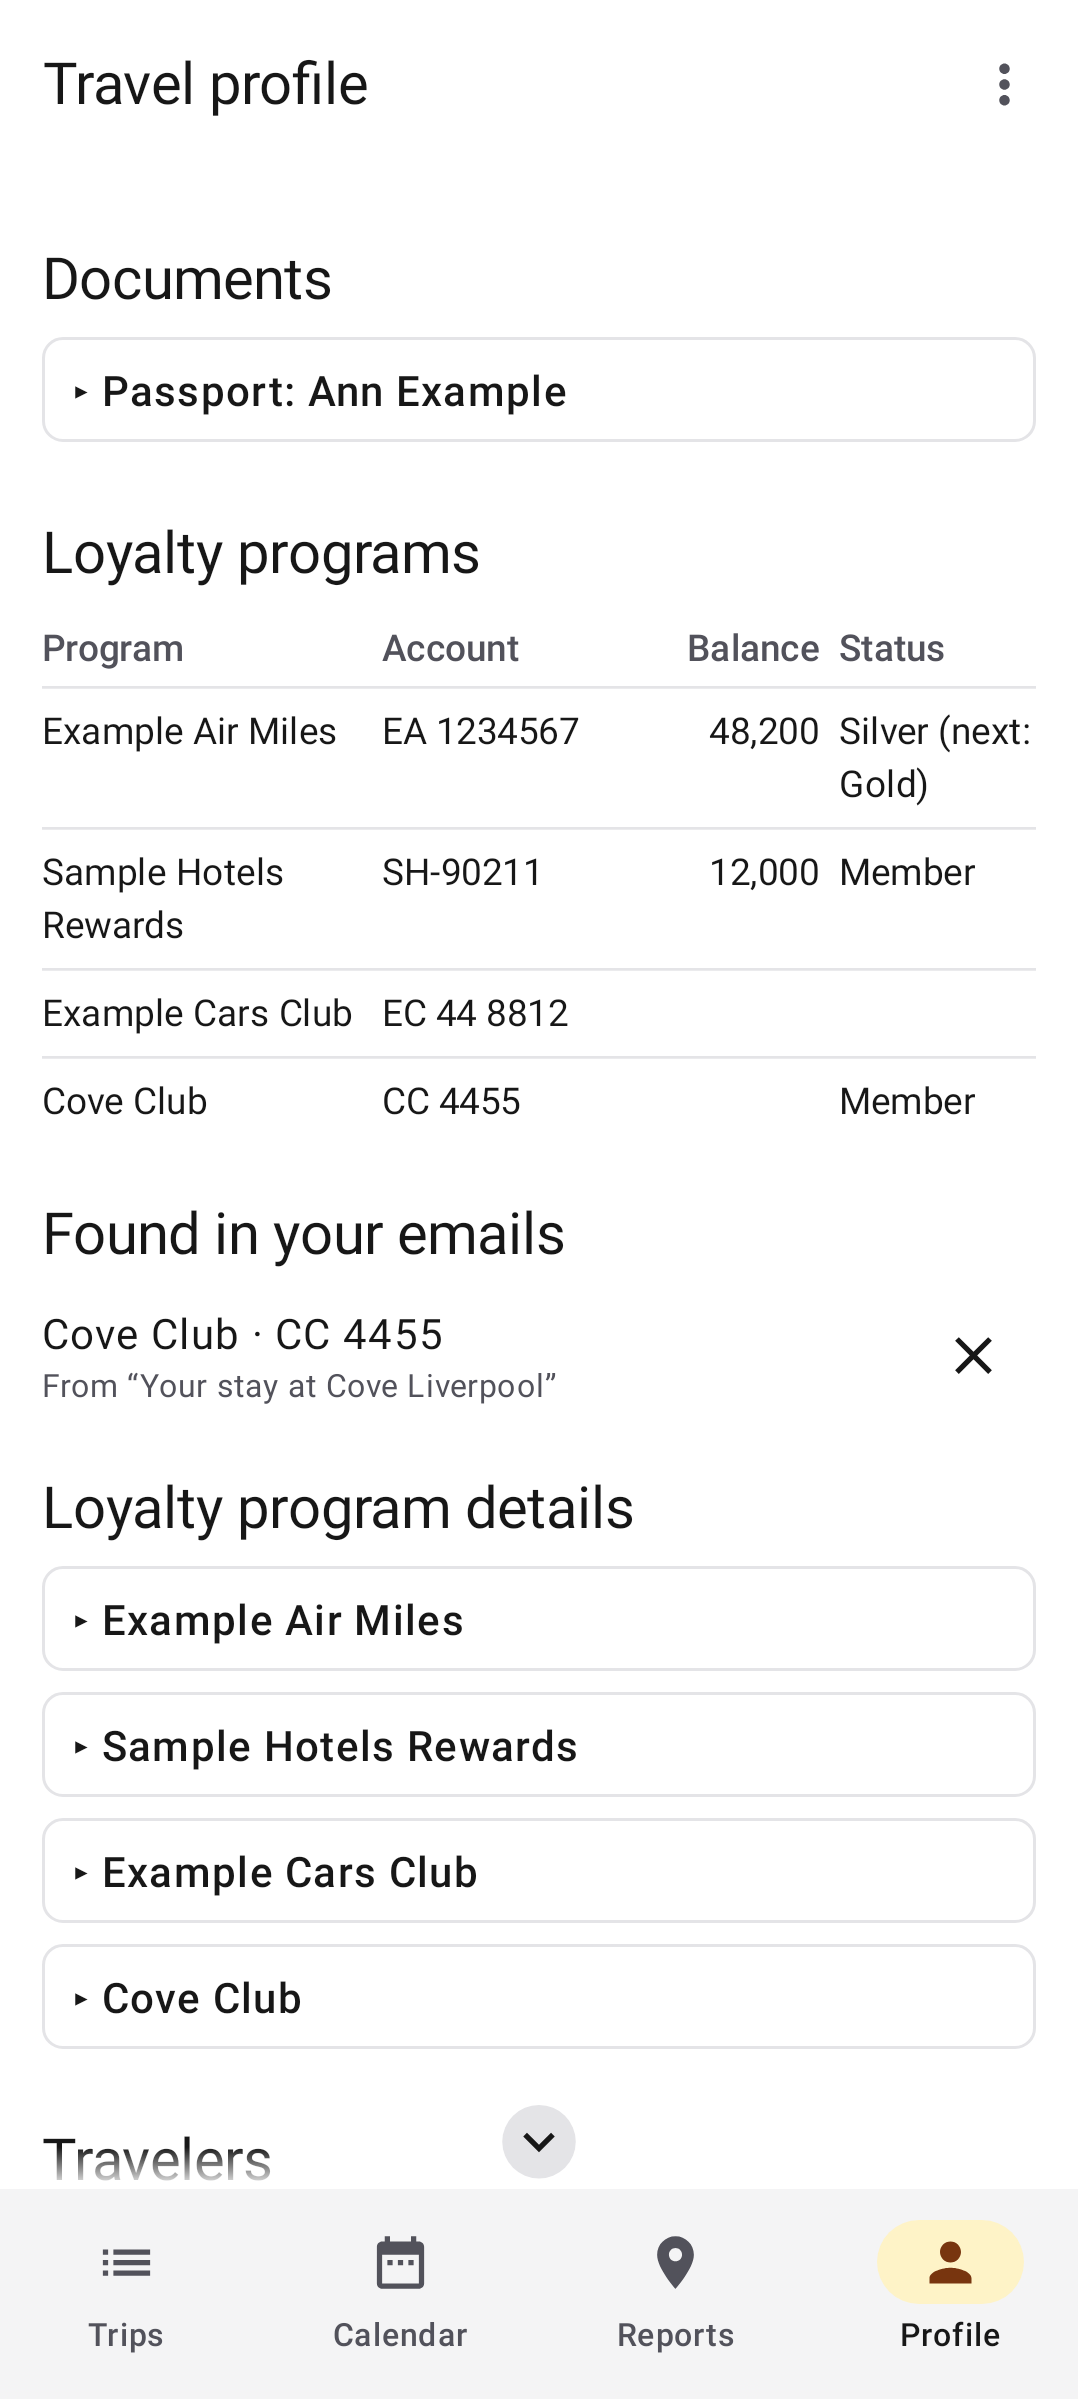 Travel profile
Documents
▸ Passport: Ann Example
Loyalty programs
Program Account Balance Status
Example Air Miles EA 1234567 48,200 Silver (next:
Gold)
Sample Hotels SH-90211 12,000 Member
Rewards
Example Cars Club EC 44 8812
Cove Club CC 4455 Member
Found in your emails
Cove Club · CC 4455
From “Your stay at Cove Liverpool”
Loyalty program details
▸ Example Air Miles
▸ Sample Hotels Rewards
▸ Example Cars Club
▸ Cove Club
Travelers
Trips Calendar Reports Profile